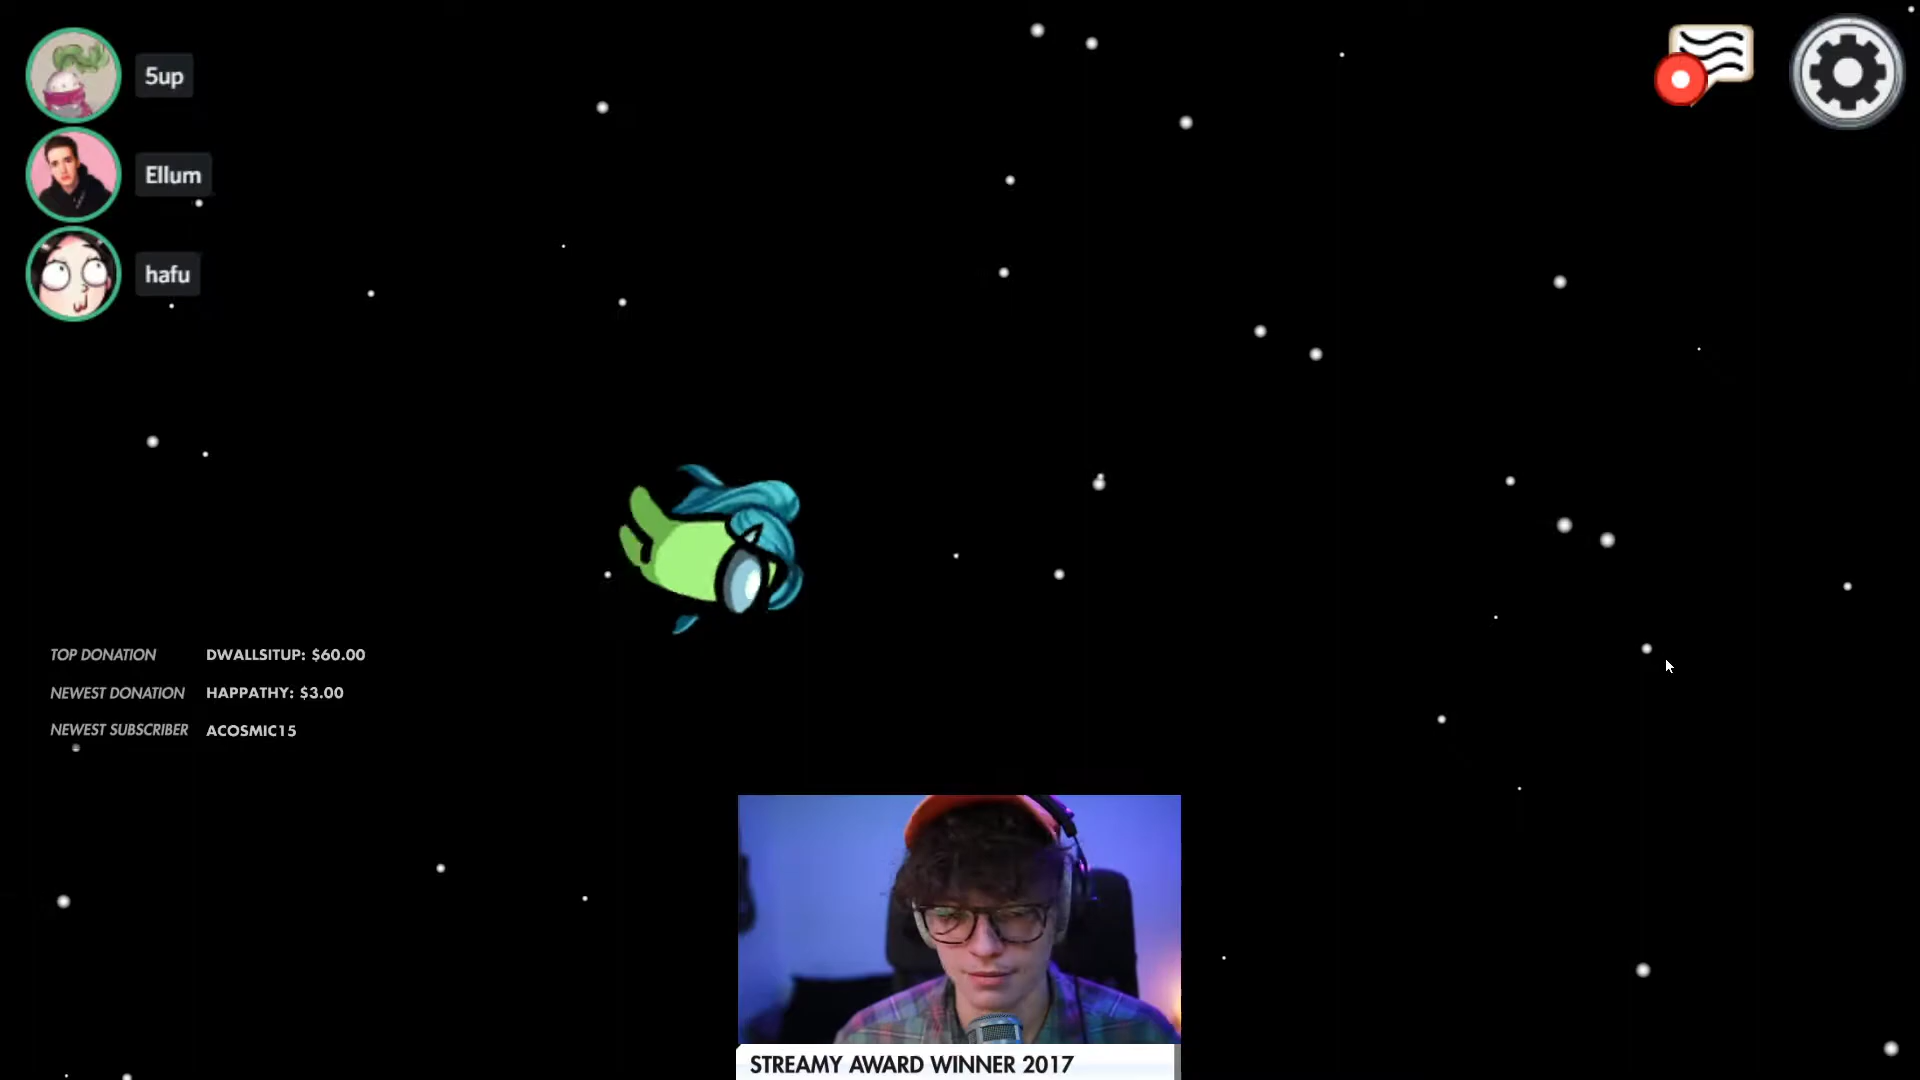 5up
Ellum
hafu
TOP DONATION DWALLSITUP: $60.00
NEWEST DONATION HAPPATHY: $3.00
NEWEST SUBSCRIBER ACOSMIC15
STREAMY AWARD WINNER 2017